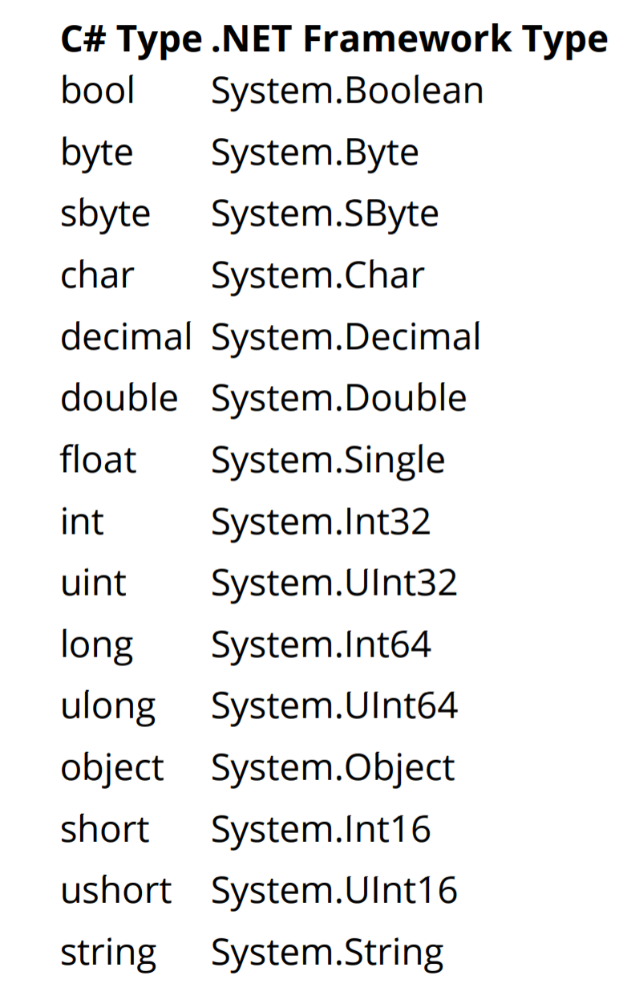 C# Type .NET Framework Type
bool System.Boolean
byte System.Byte
sbyte System.SByte
char System.Char
decimal System.Decimal
double System.Double
float System.Single
int System.Int32
uint System.UInt32
long System.Int64
ulong System.UInt64
object System.Object
short System.Int16
ushort System.UInt16
string System.String